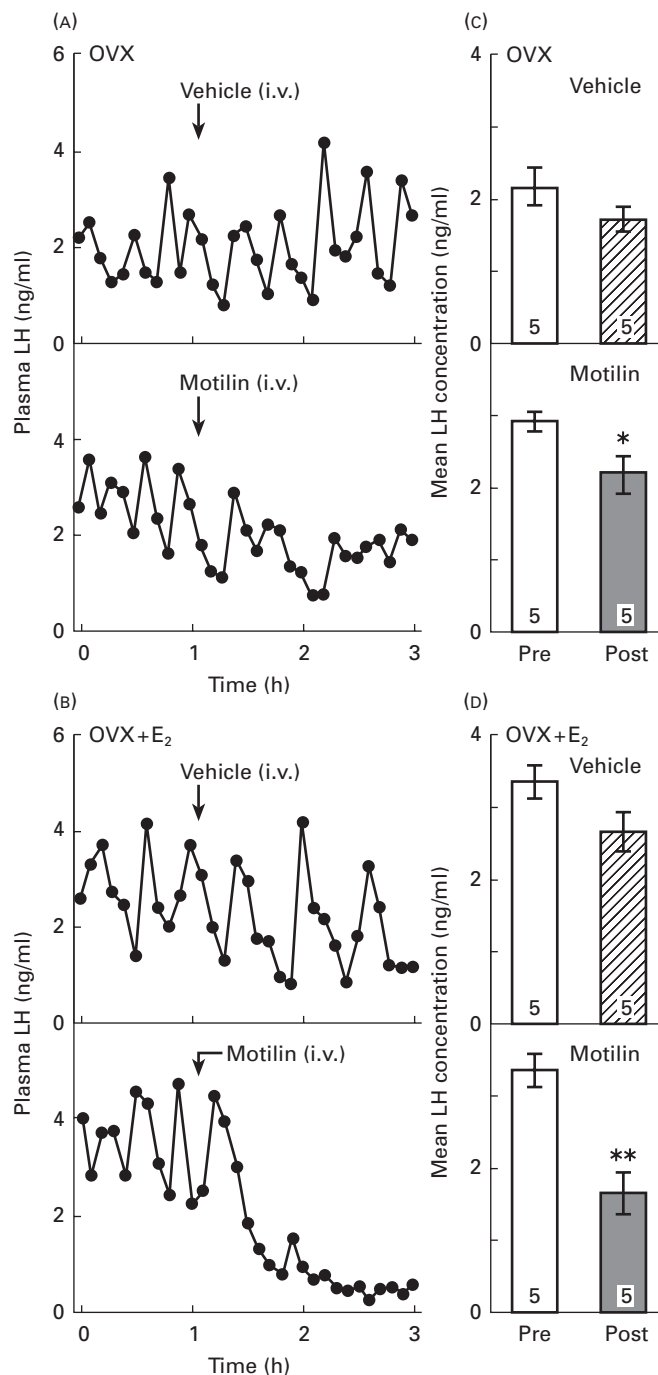 (A)
OVX
Vehicle (i.v.)
6
4
2
0
Motilin (i.v.)
4
2
0
Plasma LH (ng/ml)
0 1 2 3
Time (h)
(C)
OVX
Vehicle
4
2
0
5 5
Motilin
*
2
0
5 5
Mean LH concentration (ng/ml)
Pre Post
(B)
OVX+E₂
Vehicle (i.v.)
6
4
2
0
Motilin (i.v.)
4
2
0
Plasma LH (ng/ml)
0 1 2 3
Time (h)
(D)
OVX+E₂
Vehicle
4
2
0
5 5
Motilin
**
2
0
5 5
Mean LH concentration (ng/ml)
Pre Post